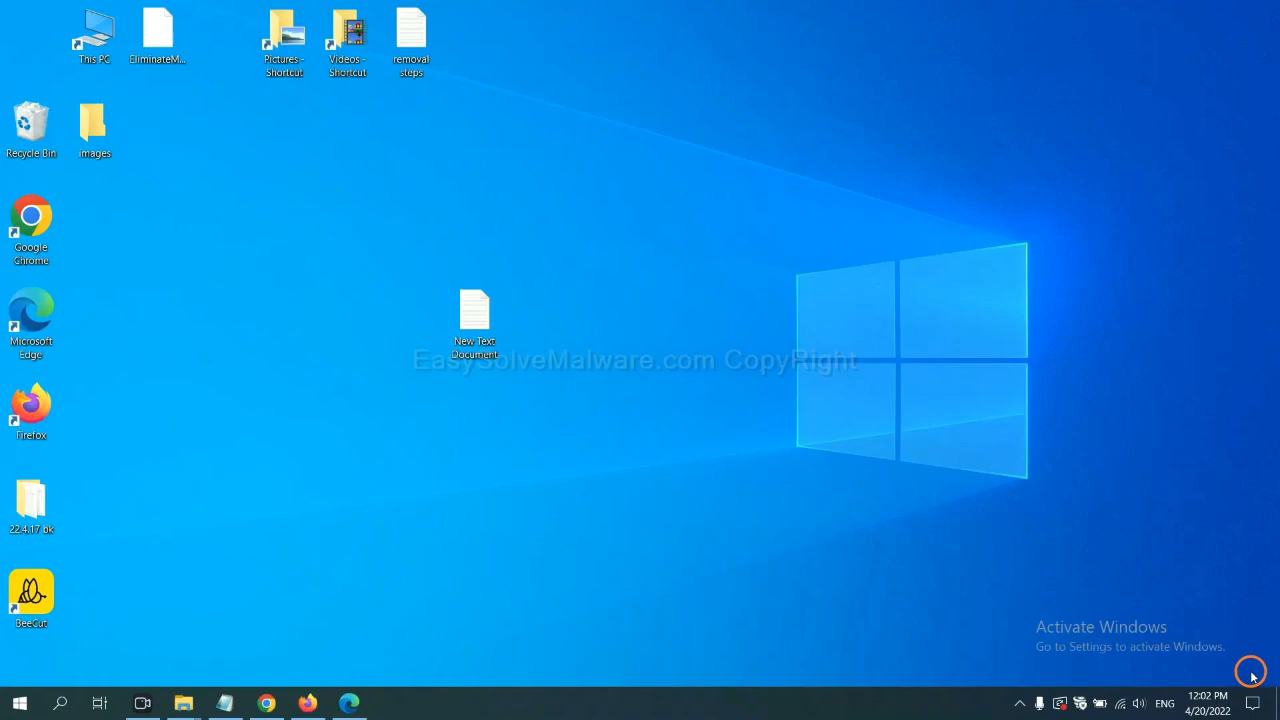 This PC
EliminateM...
Pictures -
Shortcut
Videos -
Shortcut
removal
steps
Recycle Bin
images
Google
Chrome
Microsoft
Edge
New Text
Document
EasySolveMalware.com CopyRight
Firefox
22.4.17 bk
BeeCut
Activate Windows
Go to Settings to activate Windows.
ENG
12:02 PM
4/20/2022